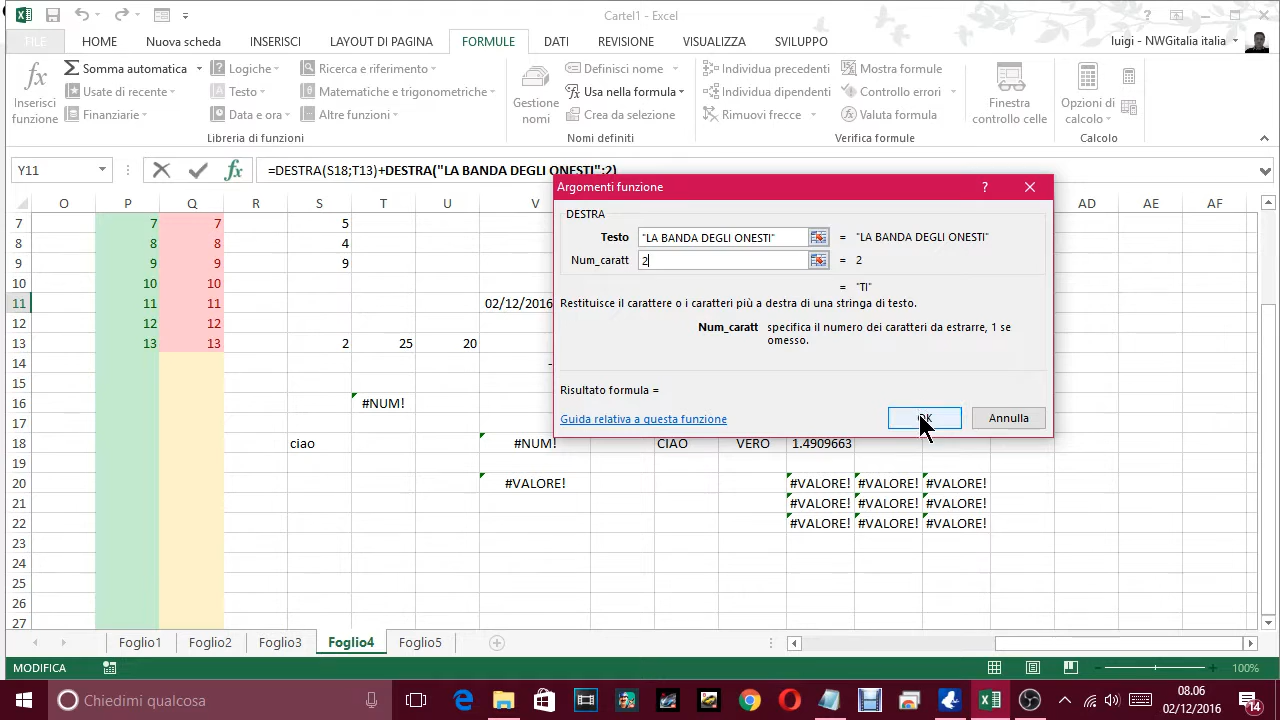 Cartel1 - Excel
?
FILE HOME Nuova scheda INSERISCI LAYOUT DI PAGINA FORMULE DATI REVISIONE VISUALIZZA SVILUPPO luigi - NWGitalia italia
fx Inserisci funzione
Σ Somma automatica
Usate di recente
Finanziarie
Logiche
Testo
Data e ora
Ricerca e riferimento
Matematiche e trigonometriche
Altre funzioni
Libreria di funzioni
Gestione nomi
Definisci nome
Usa nella formula
Crea da selezione
Nomi definiti
Individua precedenti
Individua dipendenti
Rimuovi frecce
Mostra formule
Controllo errori
Valuta formula
Verifica formule
Finestra controllo celle
Opzioni di calcolo
Calcolo
Y11 fx =DESTRA(S18;T13)+DESTRA("LA BANDA DEGLI ONESTI";2)
Argomenti funzione ?
DESTRA
Testo "LA BANDA DEGLI ONESTI" = "LA BANDA DEGLI ONESTI"
Num_caratt 2 = 2
= "TI"
Restituisce il carattere o i caratteri più a destra di una stringa di testo.
Num_caratt specifica il numero dei caratteri da estrarre, 1 se
omesso.
Risultato formula =
Guida relativa a questa funzione OK Annulla
O P Q R S T U V AD AE AF
7 7 7 5
8 8 8 4
9 9 9 9
10 10 10
11 11 11 02/12/2016
12 12 12
13 13 13 2 25 20
14 -
15
16 #NUM!
17
18 ciao #NUM! CIAO VERO 1.4909663
19
20 #VALORE! #VALORE! #VALORE! #VALORE!
21 #VALORE! #VALORE! #VALORE!
22 #VALORE! #VALORE! #VALORE!
23
24
25
26
27
Foglio1 Foglio2 Foglio3 Foglio4 Foglio5
MODIFICA 100%
Chiedimi qualcosa 08.06
02/12/2016 14